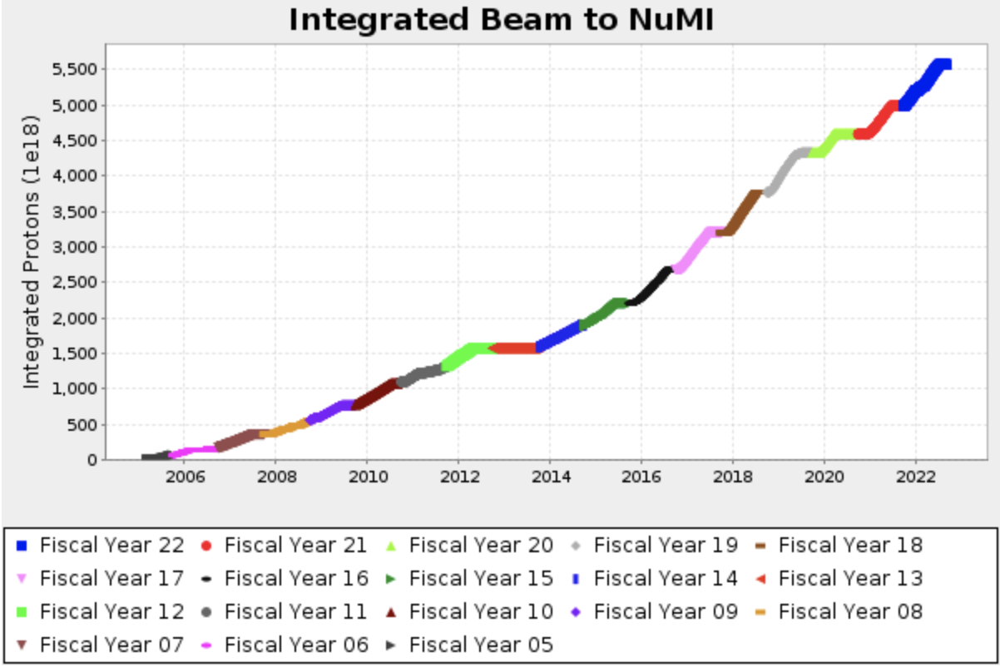 Integrated Beam to NuMI
Integrated Protons (1e18)
5,500
5,000
4,500
4,000
3,500
3,000
2,500
2,000
1,500
1,000
500
0
2006 2008 2010 2012 2014 2016 2018 2020 2022
Fiscal Year 22 Fiscal Year 21 Fiscal Year 20 Fiscal Year 19 Fiscal Year 18
Fiscal Year 17 Fiscal Year 16 Fiscal Year 15 Fiscal Year 14 Fiscal Year 13
Fiscal Year 12 Fiscal Year 11 Fiscal Year 10 Fiscal Year 09 Fiscal Year 08
Fiscal Year 07 Fiscal Year 06 Fiscal Year 05